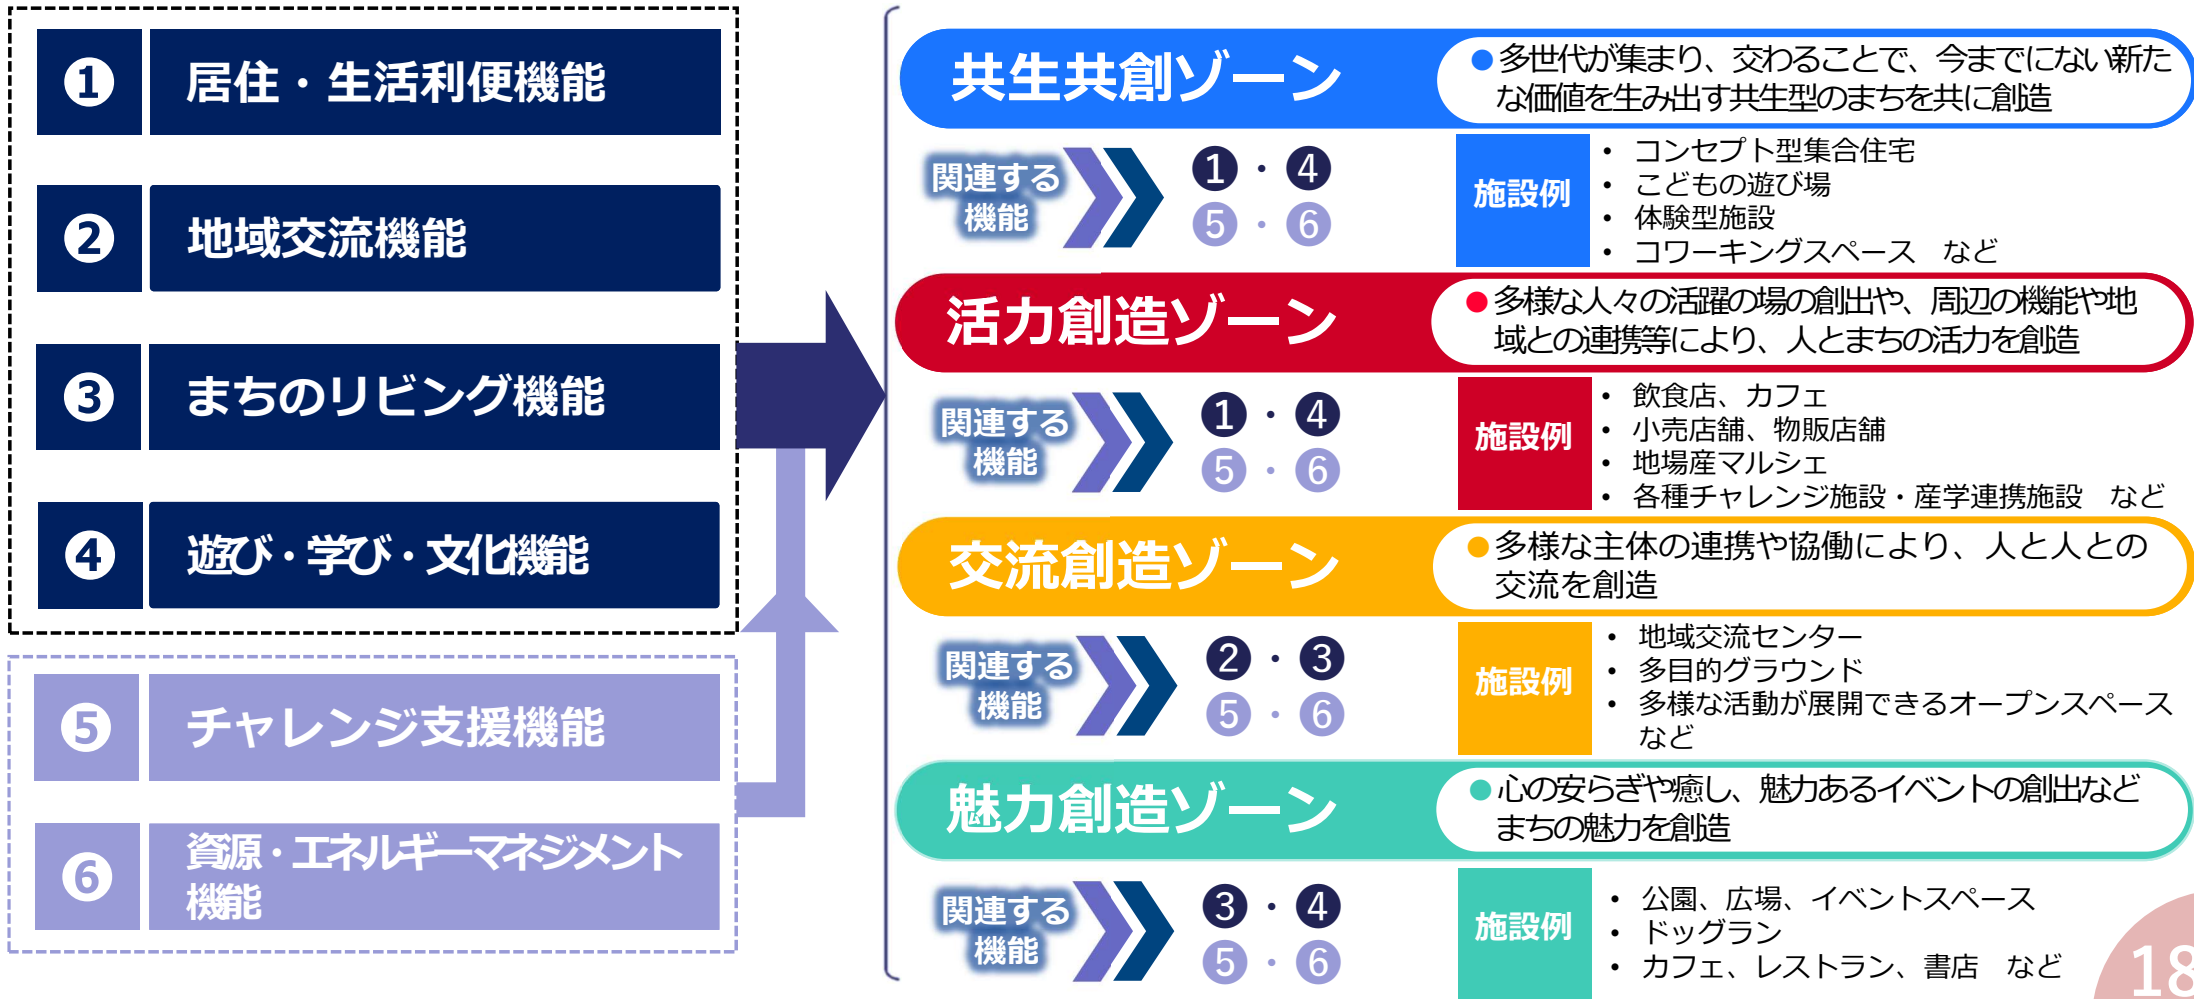 ❶ 居住・生活利便機能
❷ 地域交流機能
❸ まちのリビング機能
❹ 遊び・学び・文化機能
❺ チャレンジ支援機能
❻ 資源・エネルギーマネジメント
機能
共生共創ゾーン
●多世代が集まり、交わることで、今までにない新た
な価値を生み出す共生型のまちを共に創造
関連する
機能
❶・❹
❺・❻
施設例
• コンセプト型集合住宅
• こどもの遊び場
• 体験型施設
• コワーキングスペース　など
活力創造ゾーン
●多様な人々の活躍の場の創出や、周辺の機能や地
域との連携等により、人とまちの活力を創造
関連する
機能
❶・❹
❺・❻
施設例
• 飲食店、カフェ
• 小売店舗、物販店舗
• 地場産マルシェ
• 各種チャレンジ施設・産学連携施設　など
交流創造ゾーン
●多様な主体の連携や協働により、人と人との
交流を創造
関連する
機能
❷・❸
❺・❻
施設例
• 地域交流センター
• 多目的グラウンド
• 多様な活動が展開できるオープンスペース
など
魅力創造ゾーン
●心の安らぎや癒し、魅力あるイベントの創出など
まちの魅力を創造
関連する
機能
❸・❹
❺・❻
施設例
• 公園、広場、イベントスペース
• ドッグラン
• カフェ、レストラン、書店　など
18